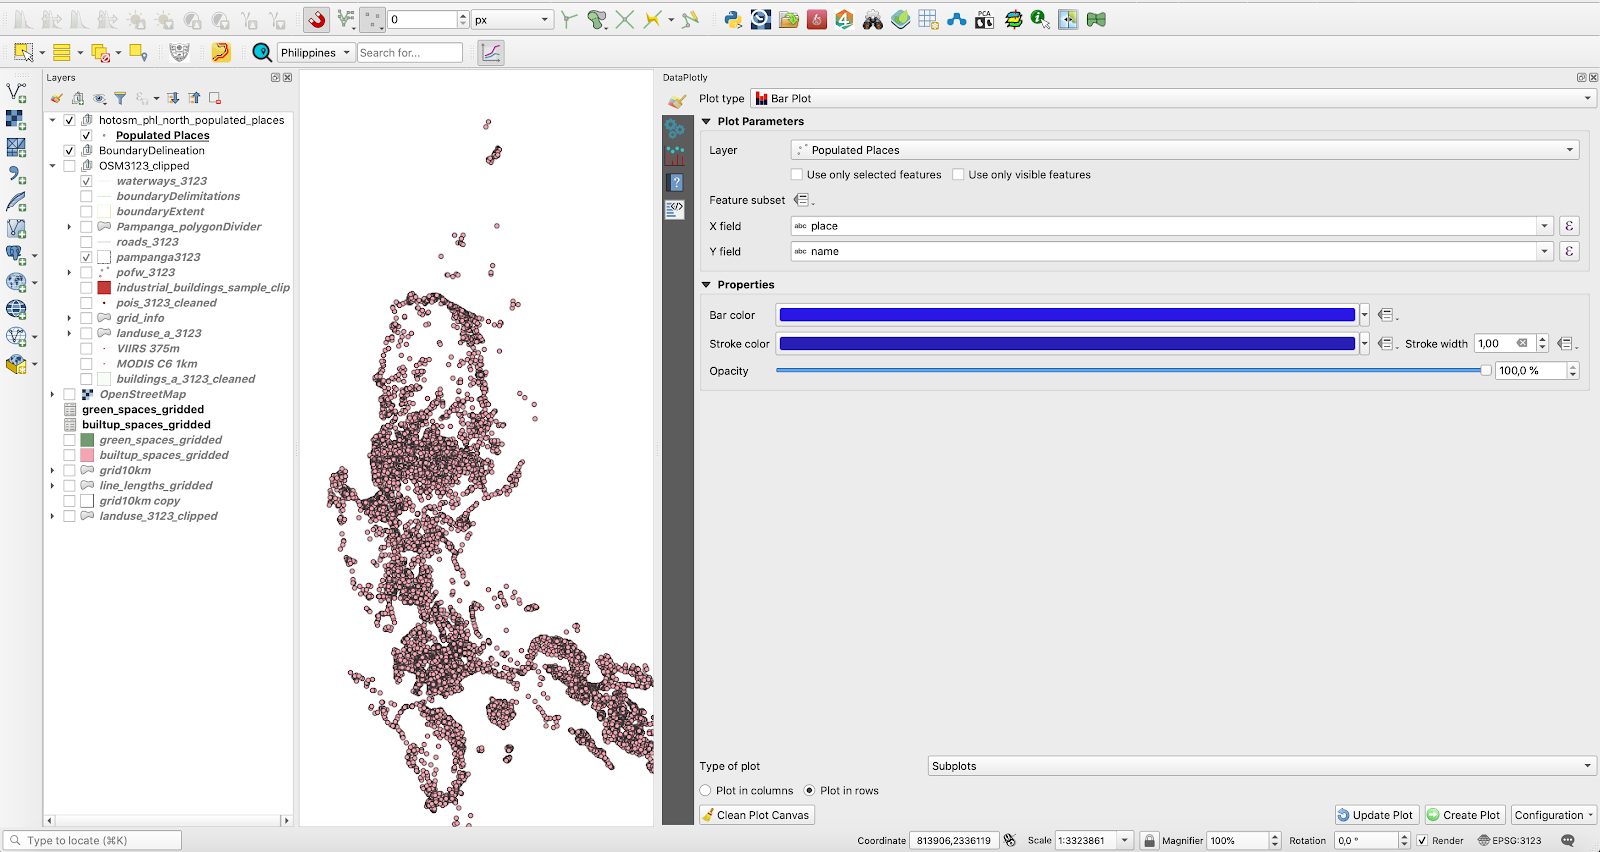 0
px
PCA
Philippines
Search for...
Layers
hotosm_phl_north_populated_places
Populated Places
BoundaryDelineation
OSM3123_clipped
waterways_3123
boundaryDelimitations
boundaryExtent
Pampanga_polygonDivider
roads_3123
pampanga3123
pofw_3123
industrial_buildings_sample_clip
pois_3123_cleaned
grid_info
landuse_a_3123
VIIRS 375m
MODIS C6 1km
buildings_a_3123_cleaned
OpenStreetMap
green_spaces_gridded
builtup_spaces_gridded
green_spaces_gridded
builtup_spaces_gridded
grid10km
line_lengths_gridded
grid10km copy
landuse_3123_clipped
DataPlotly
Plot type Bar Plot
Plot Parameters
Layer Populated Places
Use only selected features Use only visible features
Feature subset
X field abc place ε
Y field abc name ε
Properties
Bar color
Stroke color Stroke width 1,00
Opacity 100,0 %
Type of plot Subplots
Plot in columns Plot in rows
Clean Plot Canvas Update Plot Create Plot Configuration
Type to locate (⌘K) Coordinate 813906,2336119 Scale 1:3323861 Magnifier 100% Rotation 0,0 ° Render EPSG:3123